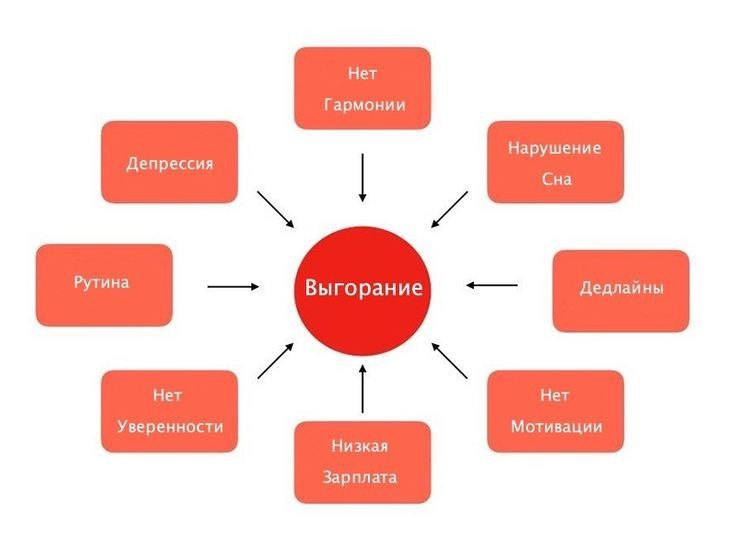 Нет
Гармонии
Депрессия
Нарушение
Сна
Рутина
Выгорание
Дедлайны
Нет
Уверенности
Низкая
Зарплата
Нет
Мотивации